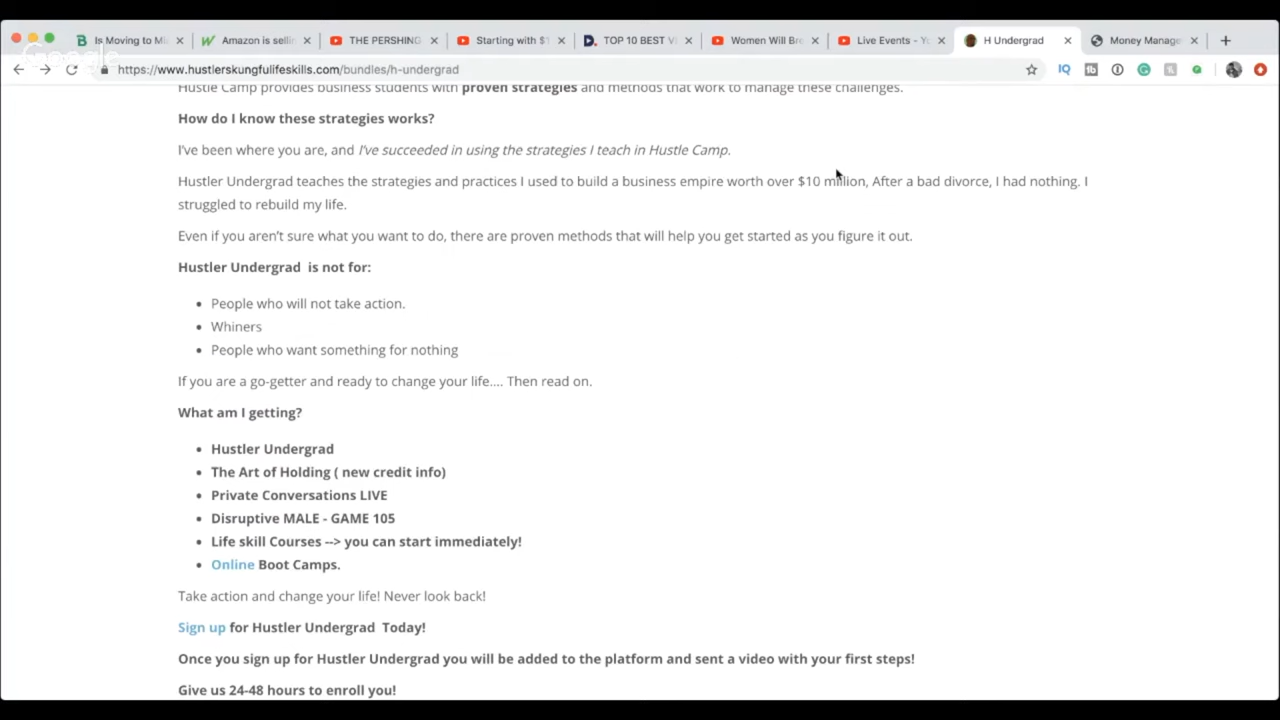 Is Moving to Mi
Amazon is sellin
THE PERSHING
Starting with $1
TOP 10 BEST V
Women Will Bre
Live Events - Yo
H Undergrad
Money Manage
Google
https://www.hustlerskungfulifeskills.com/bundles/h-undergrad
Hustle Camp provides business students with proven strategies and methods that work to manage these challenges.
How do I know these strategies works?
I've been where you are, and I've succeeded in using the strategies I teach in Hustle Camp.
Hustler Undergrad teaches the strategies and practices I used to build a business empire worth over $10 million, After a bad divorce, I had nothing. I
struggled to rebuild my life.
Even if you aren't sure what you want to do, there are proven methods that will help you get started as you figure it out.
Hustler Undergrad is not for:
• People who will not take action.
• Whiners
• People who want something for nothing
If you are a go-getter and ready to change your life.... Then read on.
What am I getting?
• Hustler Undergrad
• The Art of Holding ( new credit info)
• Private Conversations LIVE
• Disruptive MALE - GAME 105
• Life skill Courses --> you can start immediately!
• Online Boot Camps.
Take action and change your life! Never look back!
Sign up for Hustler Undergrad Today!
Once you sign up for Hustler Undergrad you will be added to the platform and sent a video with your first steps!
Give us 24-48 hours to enroll you!